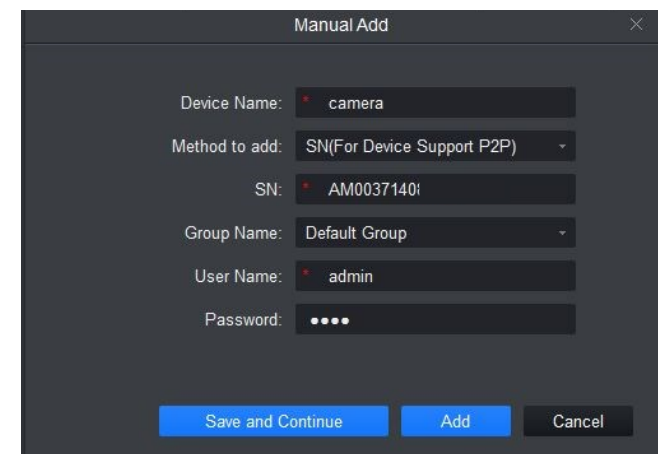 Manual Add
Device Name: * camera
Method to add: SN(For Device Support P2P)
SN: * AM00371408
Group Name: Default Group
User Name: * admin
Password: ••••
Save and Continue Add Cancel